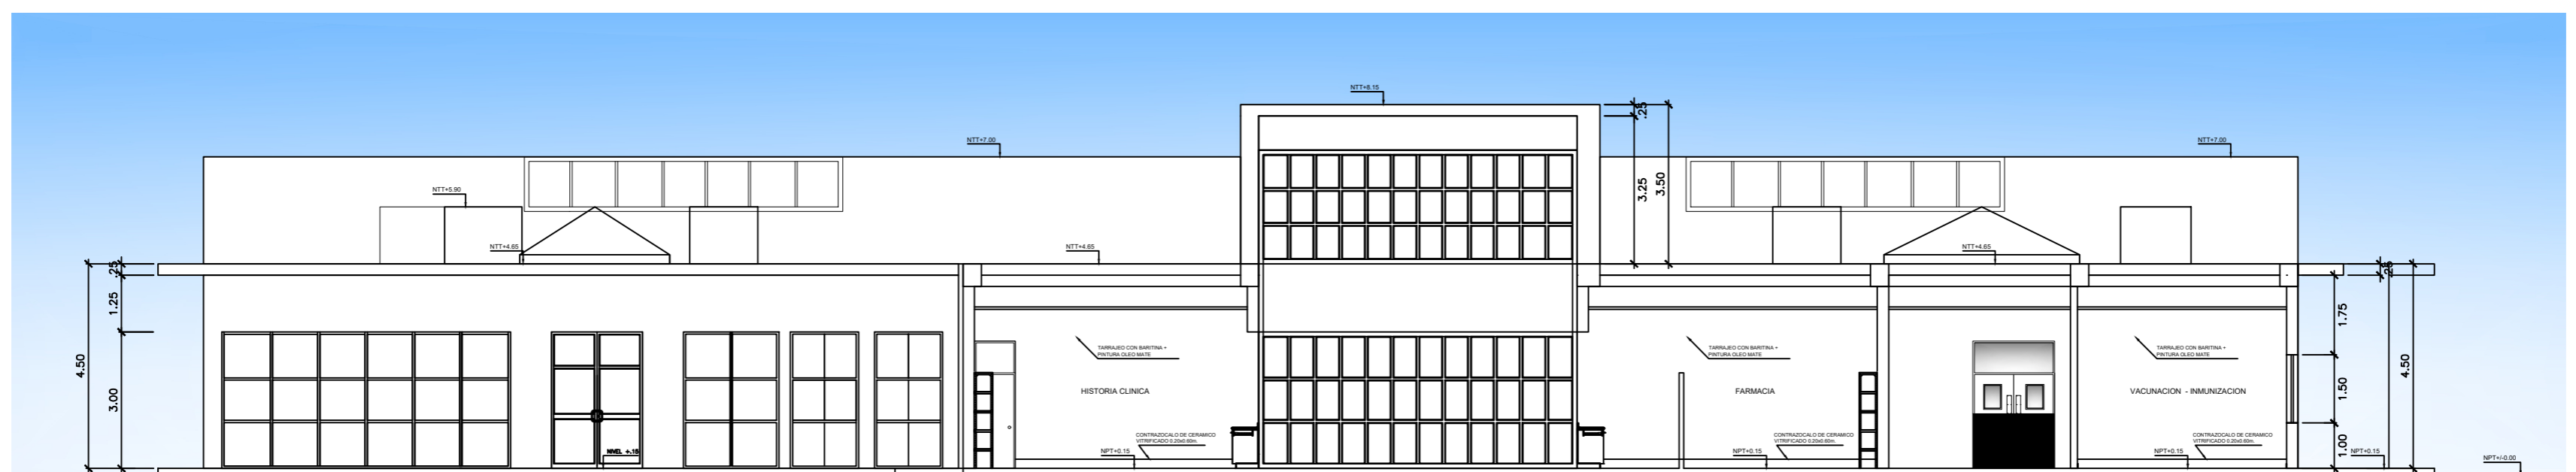 NTT+8.15
.25
NTT+7.00
NTT+7.00
3.25
3.50
NTT+5.90
NTT+4.65
NTT+4.65
NTT+4.65
.25
.25
1.25
1.75
4.50
4.50
TARRAJEO CON BARITINA +
PINTURA OLEO MATE
TARRAJEO CON BARITINA +
PINTURA OLEO MATE
TARRAJEO CON BARITINA +
PINTURA OLEO MATE
3.00
HISTORIA CLINICA
FARMACIA
VACUNACION - INMUNIZACION
1.50
CONTRAZOCALO DE CERAMICO
VITRIFICADO 0.20x0.60m.
CONTRAZOCALO DE CERAMICO
VITRIFICADO 0.20x0.60m.
CONTRAZOCALO DE CERAMICO
VITRIFICADO 0.20x0.60m.
NIVEL +.15
NPT+0.15
NPT+0.15
NPT+0.15
1.00
NPT+0.15
NPT+/-0.00